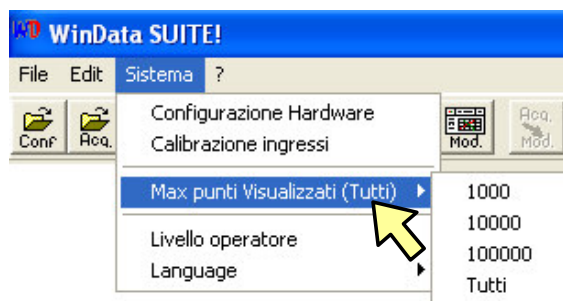 WD WinData SUITE!
File Edit Sistema ?
Conf Acq. Mod. Acq. Mod.
Configurazione Hardware
Calibrazione ingressi
Max punti Visualizzati (Tutti)
1000
10000
100000
Tutti
Livello operatore
Language